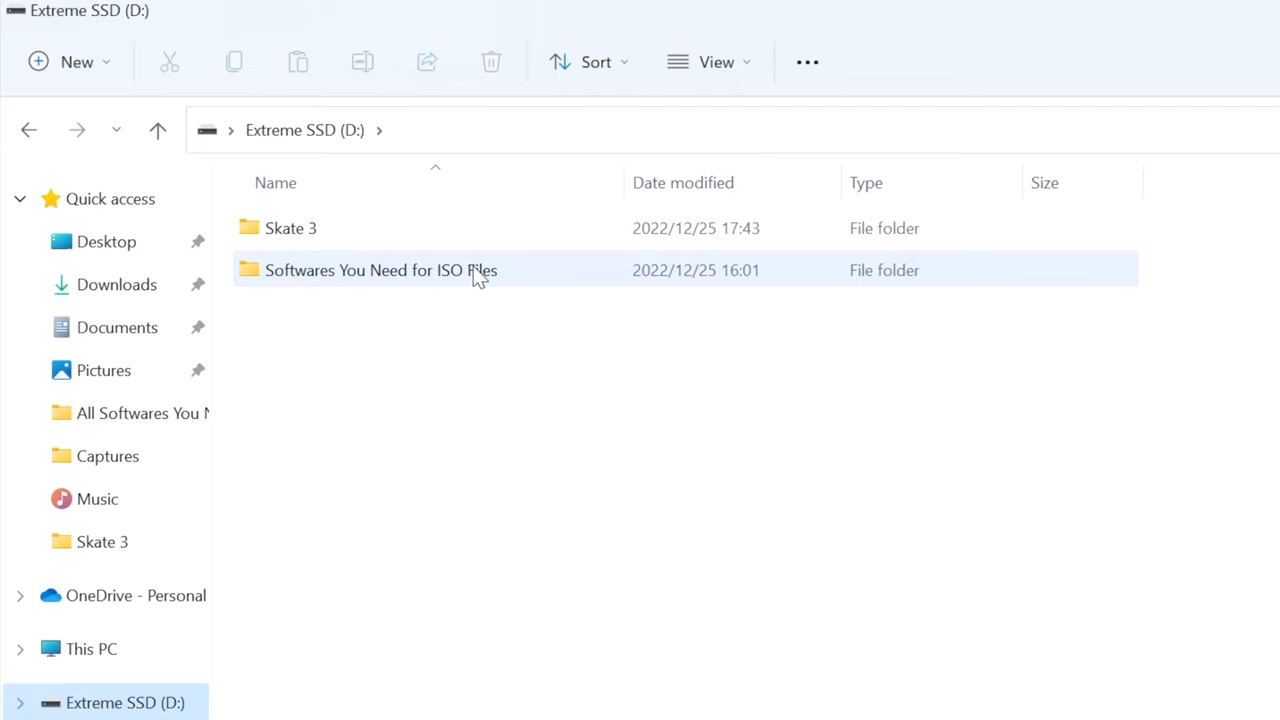 Extreme SSD (D:)
New
Sort
View
Extreme SSD (D:)
Name Date modified Type Size
Skate 3 2022/12/25 17:43 File folder
Softwares You Need for ISO Files 2022/12/25 16:01 File folder
Quick access
Desktop
Downloads
Documents
Pictures
All Softwares You N
Captures
Music
Skate 3
OneDrive - Personal
This PC
Extreme SSD (D:)